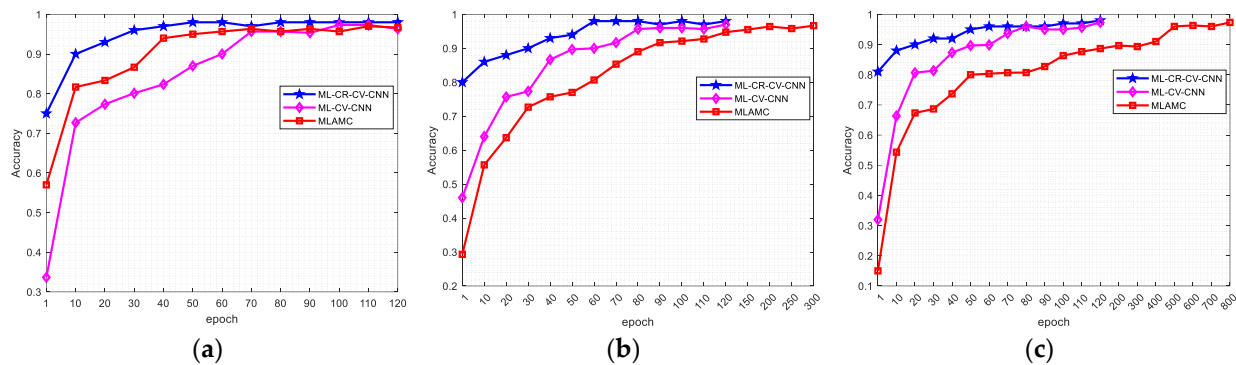 1
0.9
0.8
0.7
0.6
0.5
0.4
0.3
Accuracy
ML-CR-CV-CNN
ML-CV-CNN
MLAMC
1 10 20 30 40 50 60 70 80 90 100 110 120
epoch
(a)
1
0.9
0.8
0.7
0.6
0.5
0.4
0.3
0.2
Accuracy
ML-CR-CV-CNN
ML-CV-CNN
MLAMC
1 10 20 30 40 50 60 70 80 90 100 110 120 150 200 250 300
epoch
(b)
1
0.9
0.8
0.7
0.6
0.5
0.4
0.3
0.2
0.1
Accuracy
ML-CR-CV-CNN
ML-CV-CNN
MLAMC
1 10 20 30 40 50 60 70 80 90 100 110 120 200 300 400 500 600 700 800
epoch
(c)